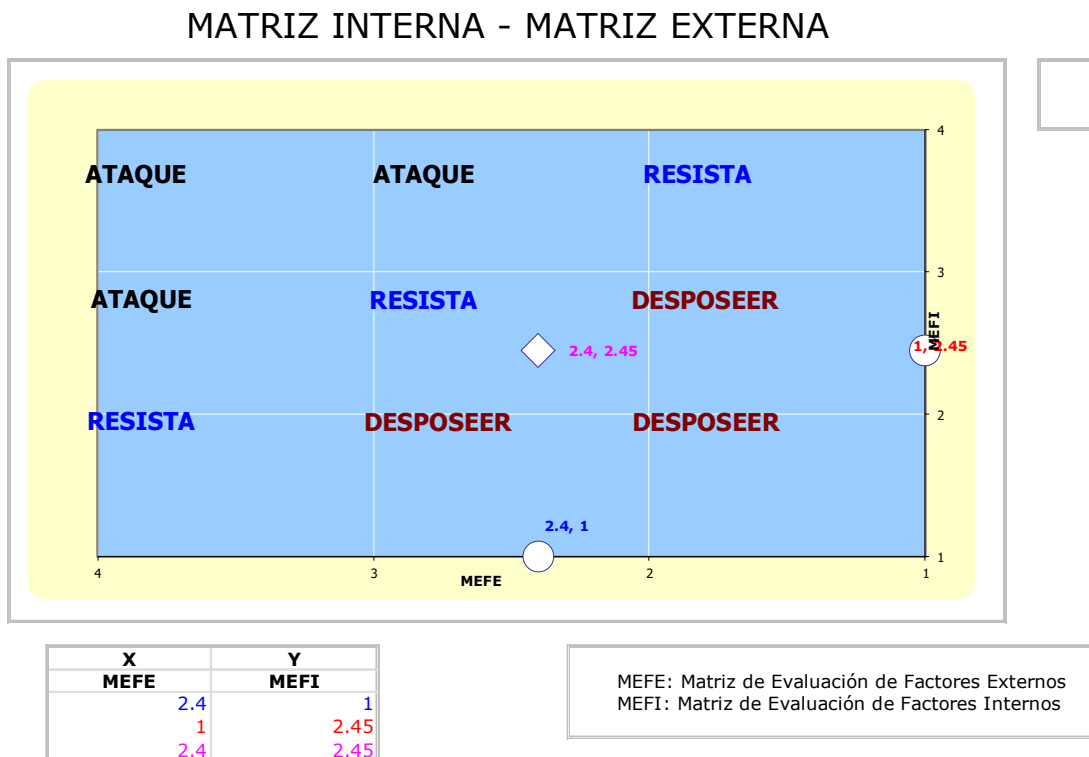 MATRIZ INTERNA - MATRIZ EXTERNA
4
ATAQUE ATAQUE RESISTA
3
ATAQUE RESISTA DESPOSEER
MEFI
2.4, 2.45
1, 2.45
RESISTA DESPOSEER DESPOSEER
2
2.4, 1
1
4 3 2 1
MEFE
X Y
MEFE MEFI
2.4 1
1 2.45
2.4 2.45
MEFE: Matriz de Evaluación de Factores Externos
MEFI: Matriz de Evaluación de Factores Internos